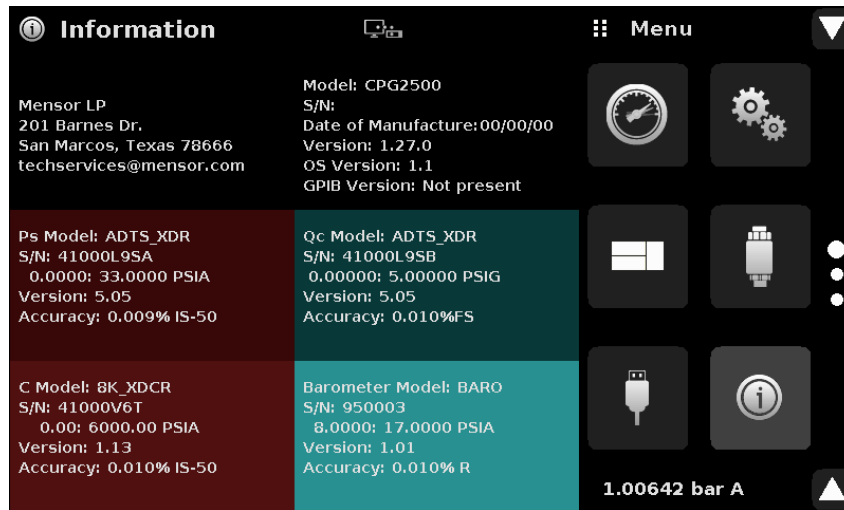 Information
Mensor LP
201 Barnes Dr.
San Marcos, Texas 78666
techservices@mensor.com
Model: CPG2500
S/N:
Date of Manufacture:00/00/00
Version: 1.27.0
OS Version: 1.1
GPIB Version: Not present
Ps Model: ADTS_XDR
S/N: 41000L9SA
0.0000: 33.0000 PSIA
Version: 5.05
Accuracy: 0.009% IS-50
Qc Model: ADTS_XDR
S/N: 41000L9SB
0.00000: 5.00000 PSIG
Version: 5.05
Accuracy: 0.010%FS
C Model: 8K_XDCR
S/N: 41000V6T
0.00: 6000.00 PSIA
Version: 1.13
Accuracy: 0.010% IS-50
Barometer Model: BARO
S/N: 950003
8.0000: 17.0000 PSIA
Version: 1.01
Accuracy: 0.010% R
Menu
1.00642 bar A